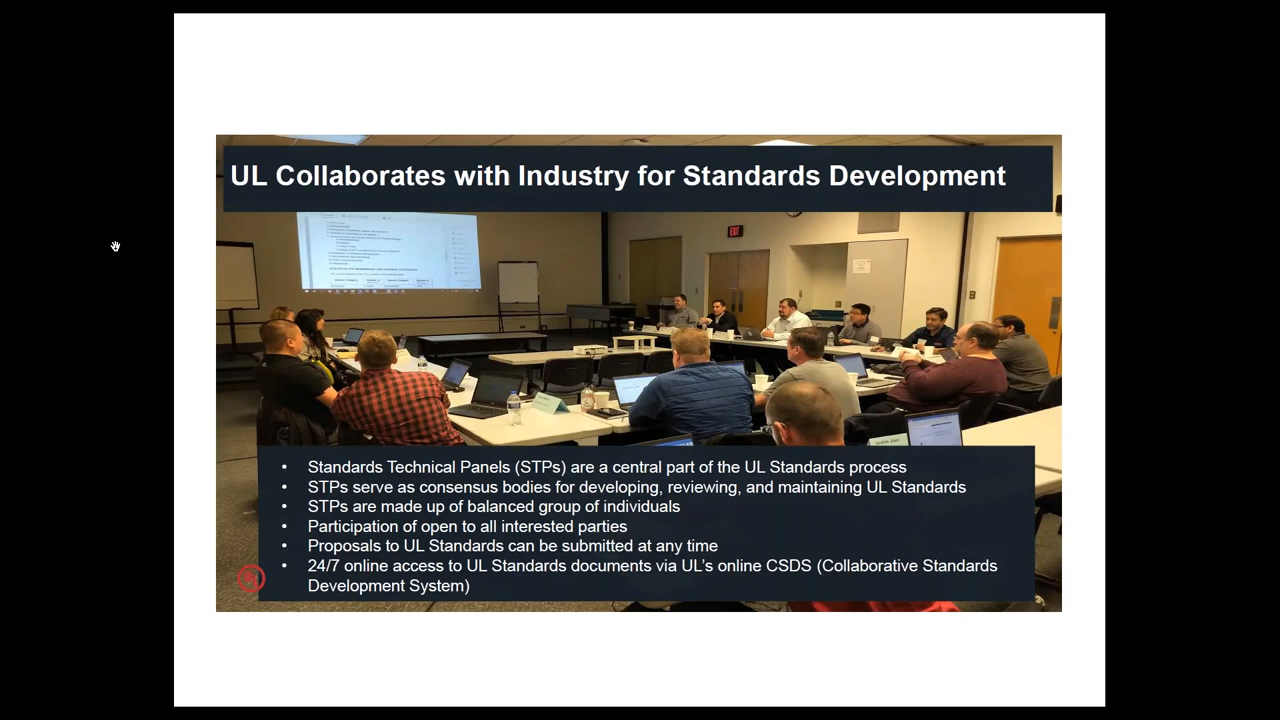 UL Collaborates with Industry for Standards Development
EXIT
• Standards Technical Panels (STPs) are a central part of the UL Standards process
• STPs serve as consensus bodies for developing, reviewing, and maintaining UL Standards
• STPs are made up of balanced group of individuals
• Participation of open to all interested parties
• Proposals to UL Standards can be submitted at any time
• 24/7 online access to UL Standards documents via UL’s online CSDS (Collaborative Standards
Development System)